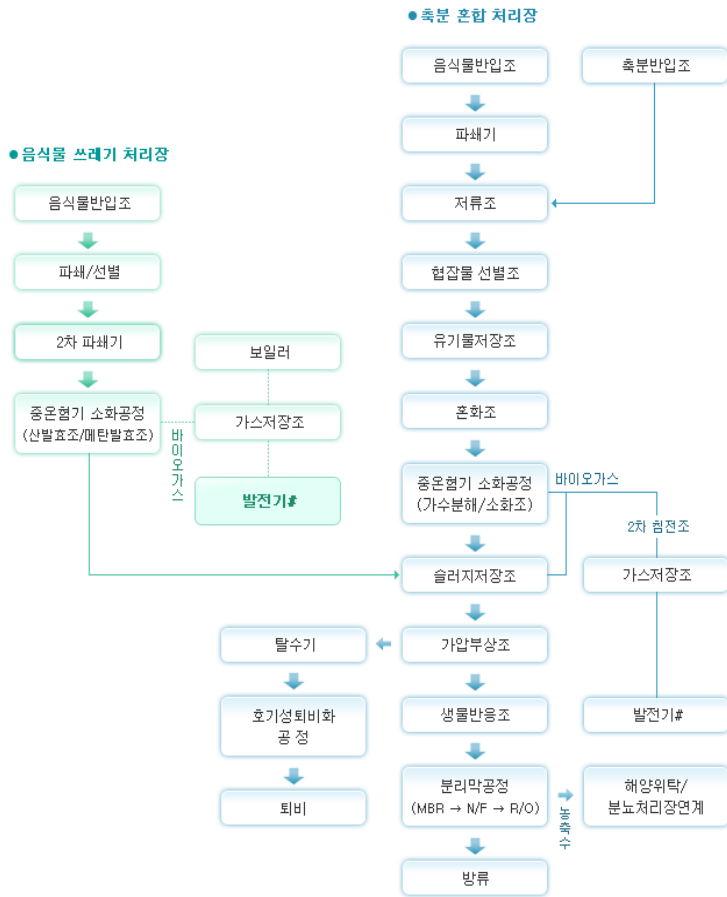 ●축분 혼합 처리장
음식물반입조
축분반입조
파쇄기
저류조
협잡물 선별조
유기물저장조
혼화조
중온혐기 소화공정
(가수분해/소화조)
바이오가스
2차 침전조
슬러지저장조
가스저장조
●음식물 쓰레기 처리장
음식물반입조
파쇄/선별
2차 파쇄기
중온혐기 소화공정
(산발효조/메탄발효조)
바이오가스
보일러
가스저장조
발전기#
탈수기
가압부상조
호기성퇴비화
공 정
생물반응조
발전기#
퇴비
분리막공정
(MBR → N/F → R/O)
농축수
해양위탁/
분뇨처리장연계
방류